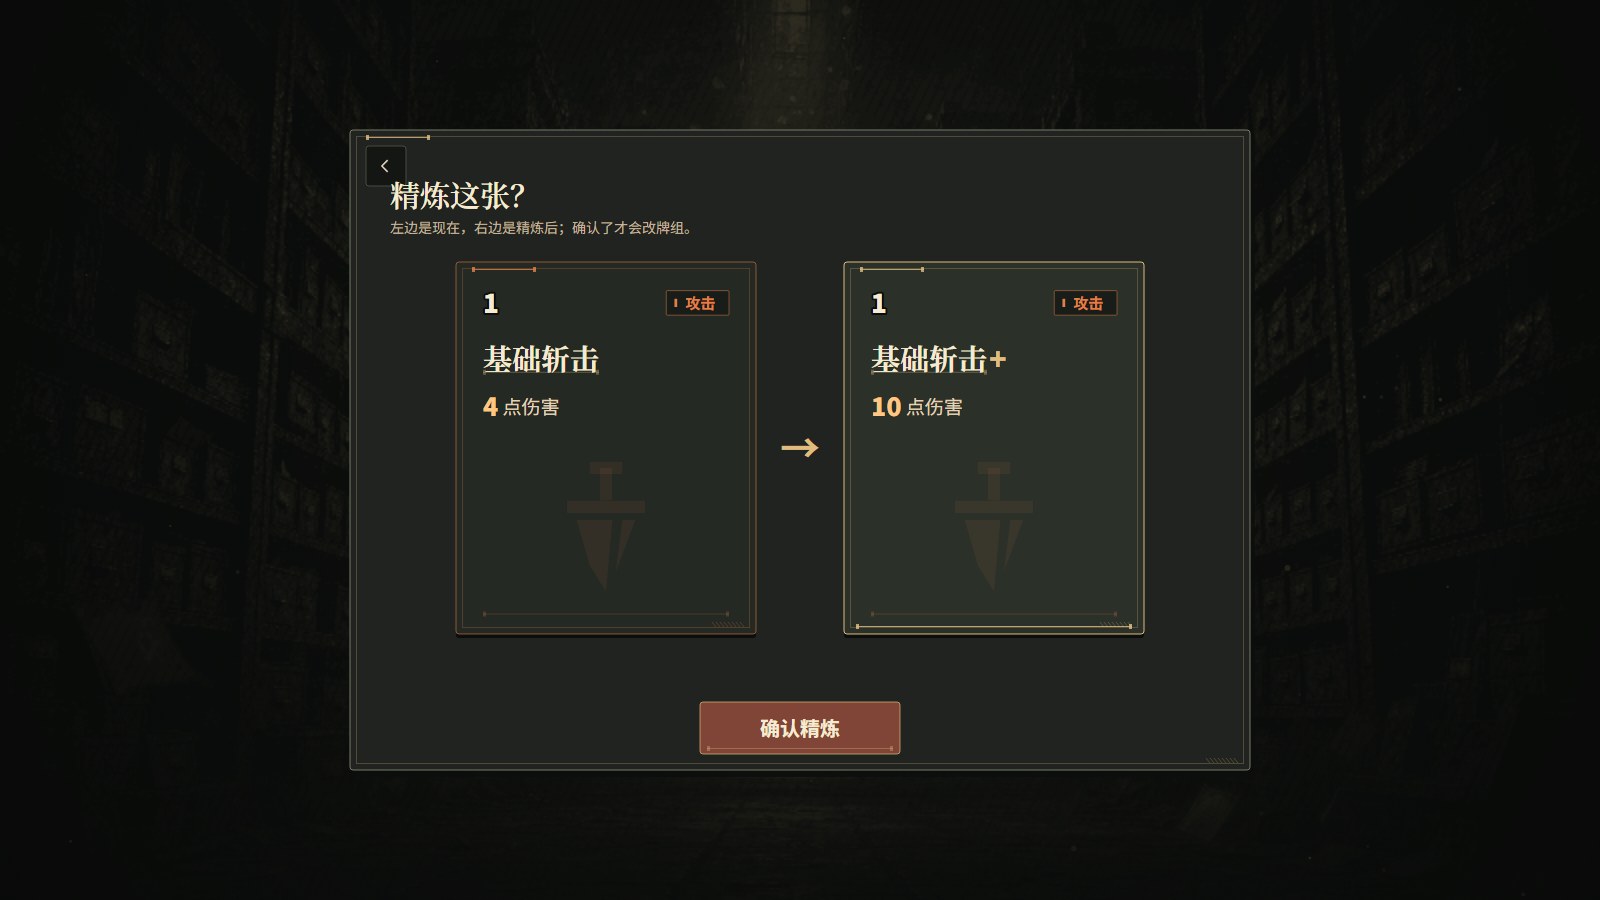 精炼这张？
左边是现在，右边是精炼后；确认了才会改牌组。
1 攻击
基础斩击
4 点伤害
→
1 攻击
基础斩击+
10 点伤害
确认精炼